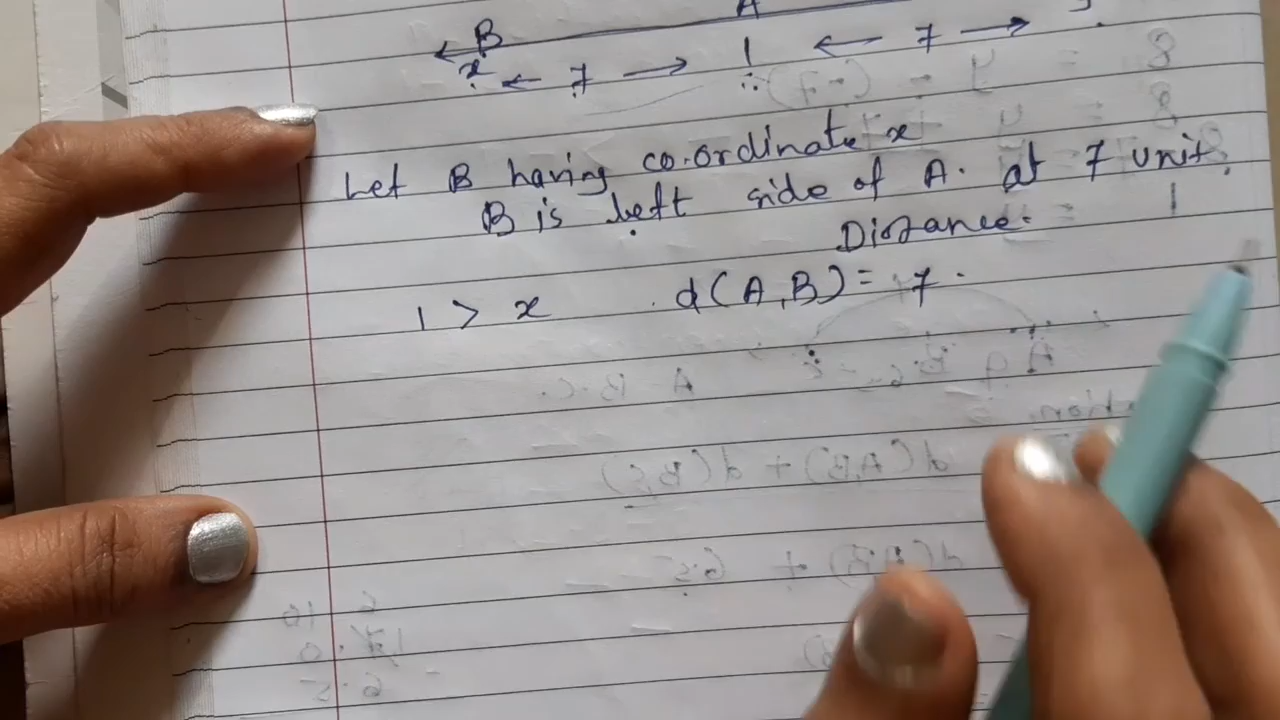 B A
x ← 7 → 1 ← 7 →
Let B having co.ordinate x
B is left side of A. at 7 unit
Distance.
1 > x d(A,B) = 7.